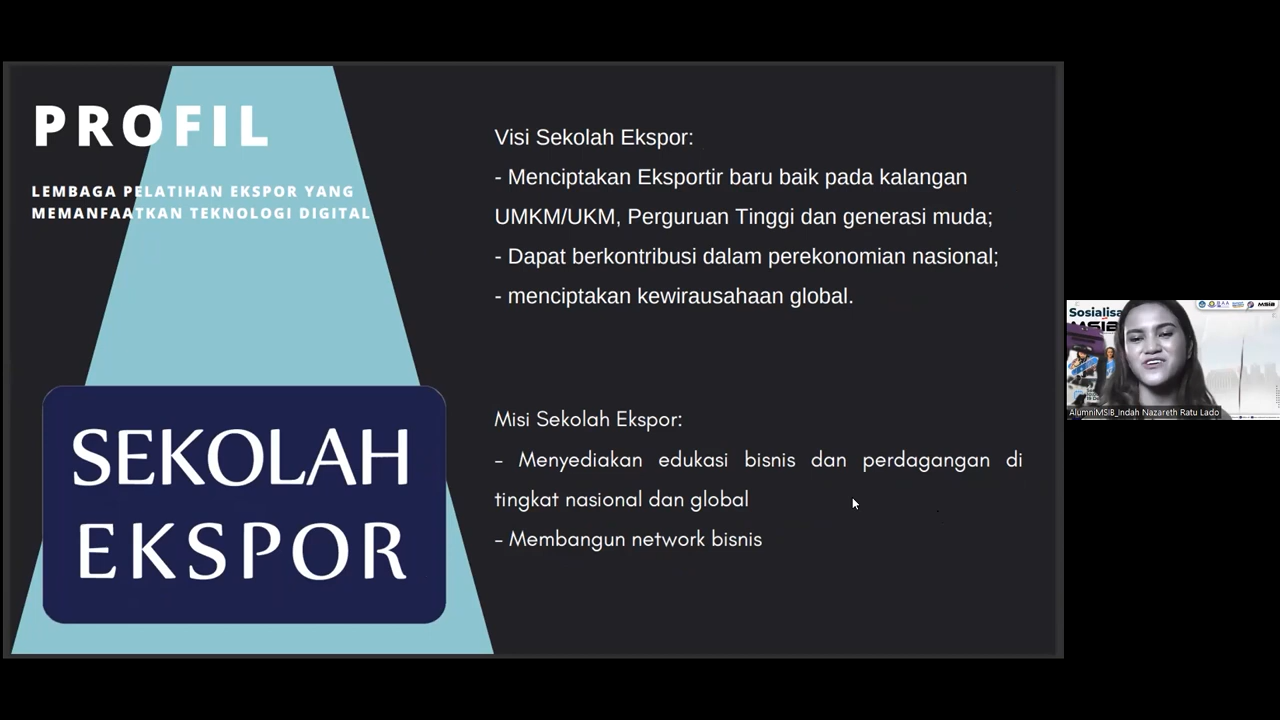 PROFIL
LEMBAGA PELATIHAN EKSPOR YANG
MEMANFAATKAN TEKNOLOGI DIGITAL
SEKOLAH
EKSPOR
Visi Sekolah Ekspor:
- Menciptakan Eksportir baru baik pada kalangan
UMKM/UKM, Perguruan Tinggi dan generasi muda;
- Dapat berkontribusi dalam perekonomian nasional;
- menciptakan kewirausahaan global.
Misi Sekolah Ekspor:
- Menyediakan edukasi bisnis dan perdagangan di
tingkat nasional dan global
- Membangun network bisnis
Sosialisa
MSIB
AlumniMSIB_Indah Nazareth Ratu Lado